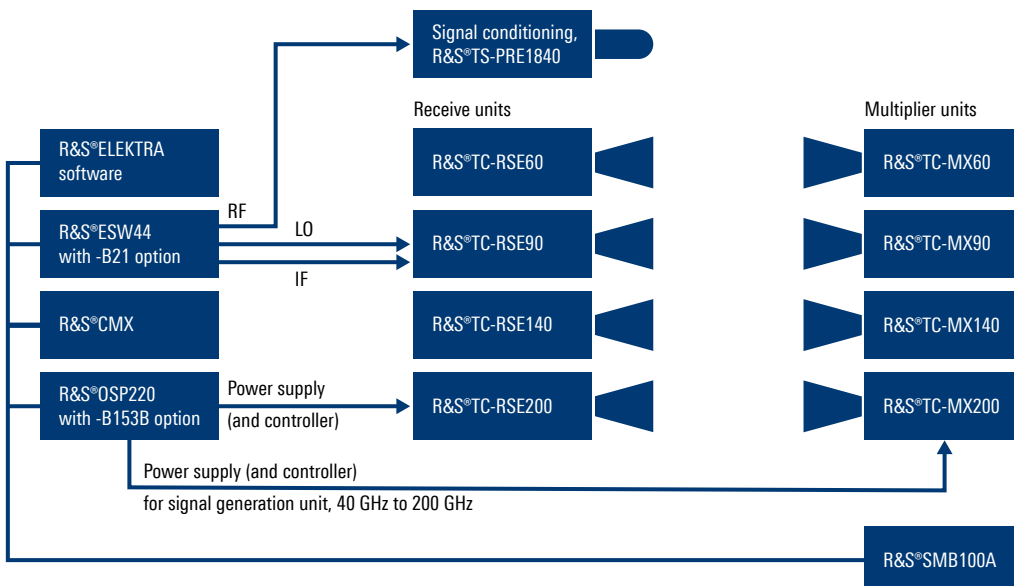 Signal conditioning,
R&S®TS-PRE1840
Receive units
Multiplier units
R&S®ELEKTRA
software
R&S®TC-RSE60
R&S®TC-MX60
RF
R&S®ESW44
with -B21 option
LO
IF
R&S®TC-RSE90
R&S®TC-MX90
R&S®CMX
R&S®TC-RSE140
R&S®TC-MX140
R&S®OSP220
with -B153B option
Power supply
(and controller)
R&S®TC-RSE200
R&S®TC-MX200
Power supply (and controller)
for signal generation unit, 40 GHz to 200 GHz
R&S®SMB100A